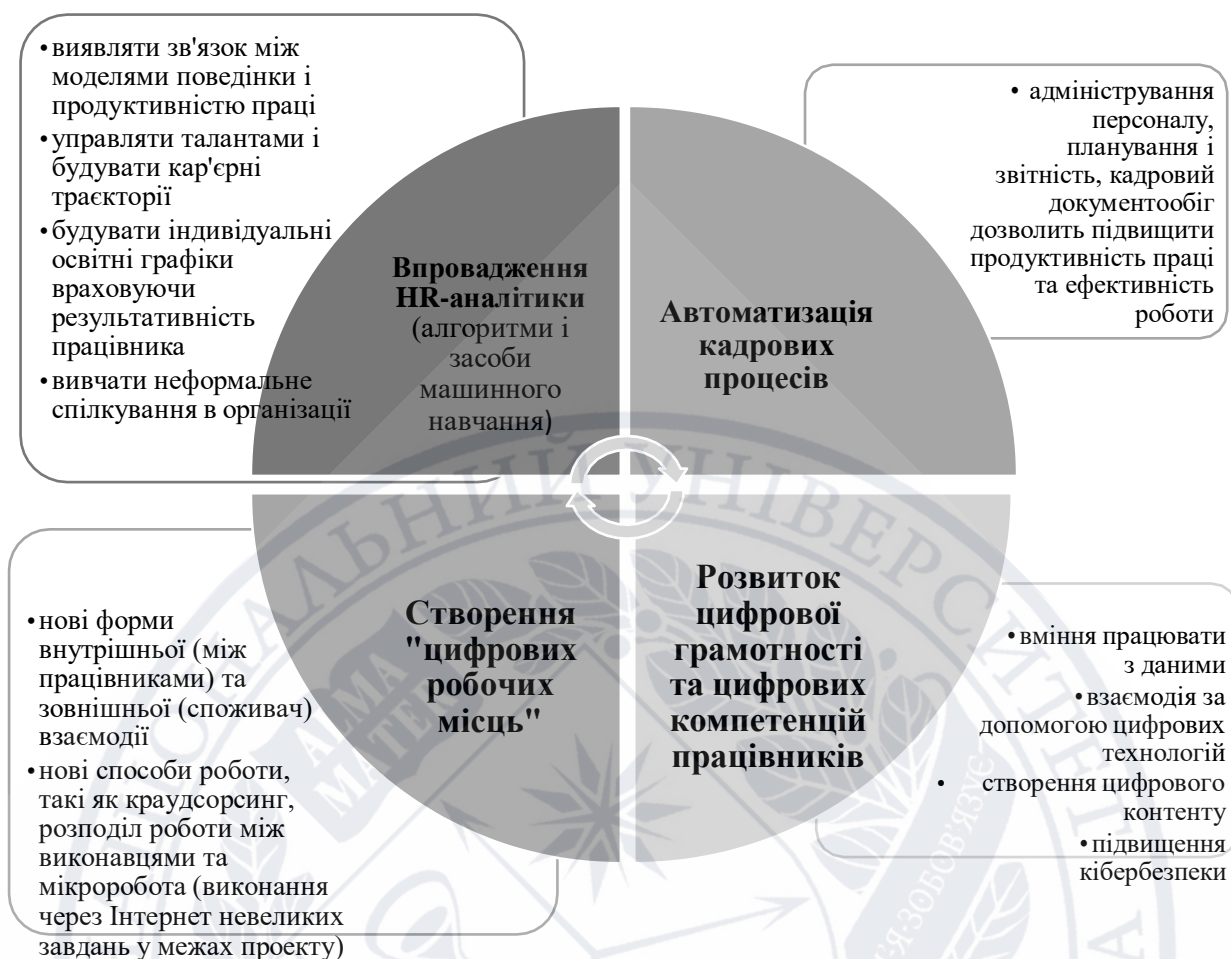 •виявляти зв'язок між
моделями поведінки і
продуктивністю праці
•управляти талантами і
будувати кар'єрні
траєкторії
•будувати індивідуальні
освітні графіки
враховуючи
результативність
працівника
•вивчати неформальне
спілкування в організації
Впровадження
HR-аналітики
(алгоритми і
засоби
машинного
навчання)
Автоматизація
кадрових
процесів
• адміністрування
персоналу,
планування і
звітність, кадровий
документообіг
дозволить підвищити
продуктивність праці
та ефективність
роботи
•нові форми
внутрішньої (між
працівниками) та
зовнішньої (споживач)
взаємодії
•нові способи роботи,
такі як краудсорсинг,
розподіл роботи між
виконавцями та
мікроробота (виконання
через Інтернет невеликих
завдань у межах проекту)
Створення
"цифрових
робочих
місць"
Розвиток
цифрової
грамотності
та цифрових
компетенцій
працівників
•вміння працювати
з даними
•взаємодія за
допомогою цифрових
технологій
• створення цифрового
контенту
•підвищення
кібербезпеки
УНІВЕРСИТЕТ
ALMA
MATER